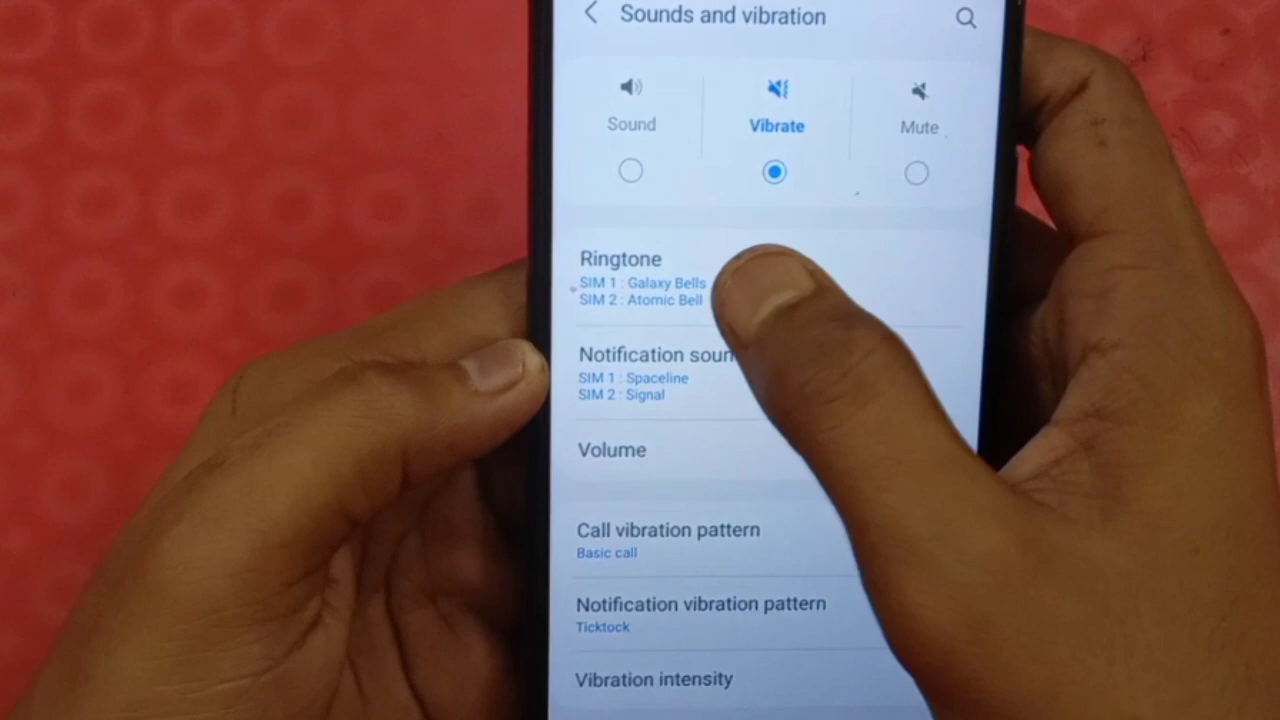 Sounds and vibration
Sound
Vibrate
Mute
Ringtone
SIM 1 : Galaxy Bells
SIM 2 : Atomic Bell
Notification soun
SIM 1 : Spaceline
SIM 2 : Signal
Volume
Call vibration pattern
Basic call
Notification vibration pattern
Ticktock
Vibration intensity